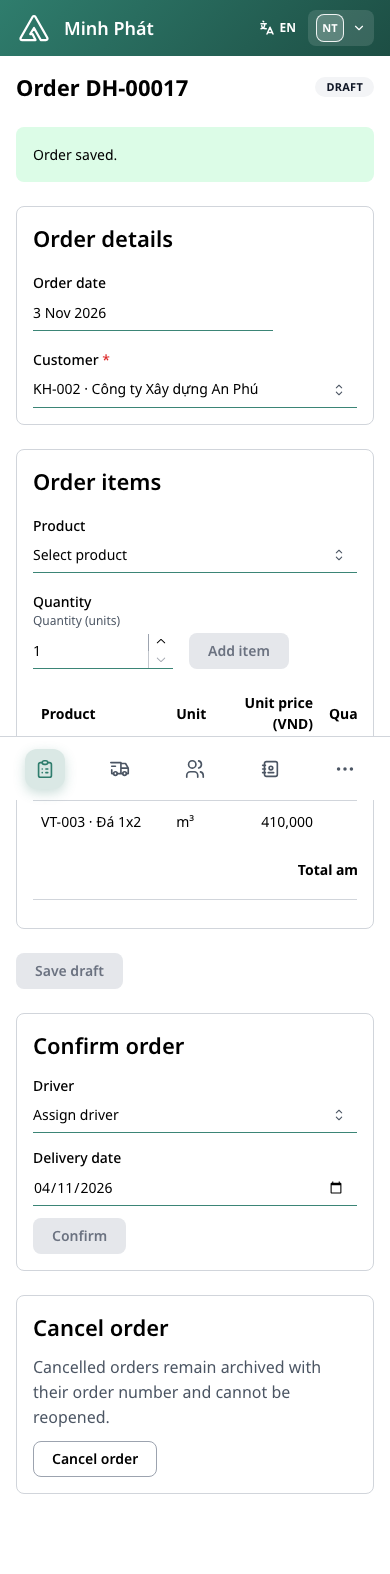 Minh Phát
EN
NT
Order DH-00017
DRAFT
Order saved.
Order details
Order date
3 Nov 2026
Customer *
KH-002 · Công ty Xây dựng An Phú
Order items
Product
Select product
Quantity
Quantity (units)
1
Add item
Product Unit Unit price (VND) Qua
VT-003 · Đá 1x2 m³ 410,000
Total am
Save draft
Confirm order
Driver
Assign driver
Delivery date
04/11/2026
Confirm
Cancel order
Cancelled orders remain archived with
their order number and cannot be
reopened.
Cancel order